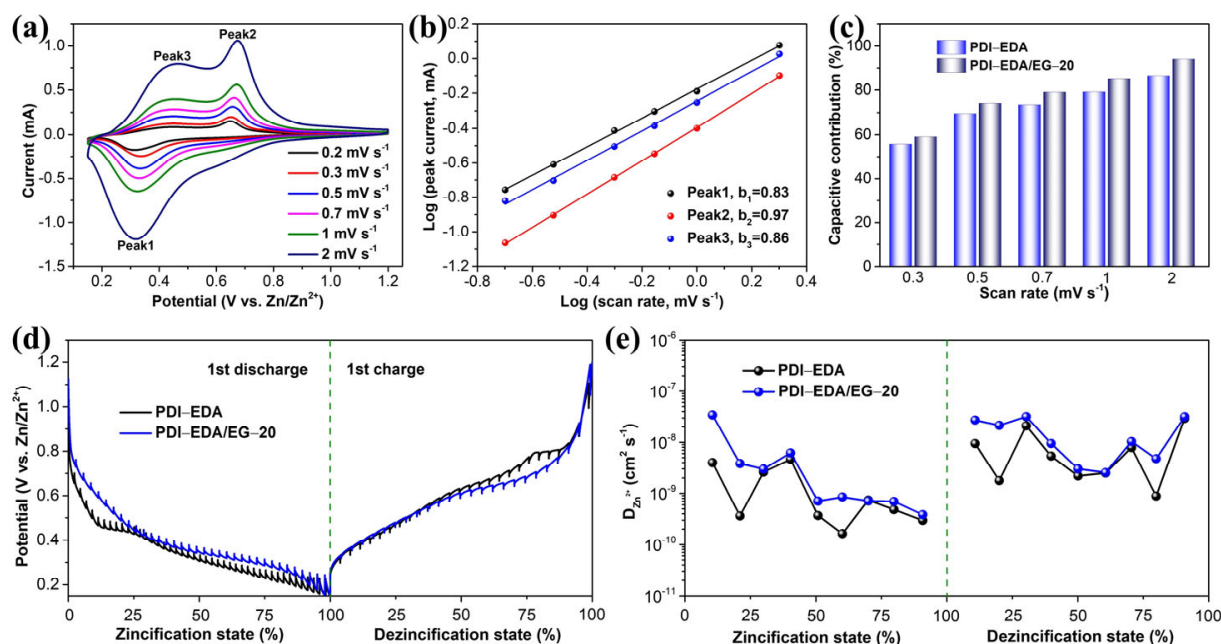 (a)
Peak3
Peak2
Peak1
0.2 mV s⁻¹
0.3 mV s⁻¹
0.5 mV s⁻¹
0.7 mV s⁻¹
1 mV s⁻¹
2 mV s⁻¹
Current (mA)
1.0
0.5
0.0
-0.5
-1.0
-1.5
0.2 0.4 0.6 0.8 1.0 1.2
Potential (V vs. Zn/Zn²⁺)
(b)
Log (peak current, mA)
0.2
0.0
-0.2
-0.4
-0.6
-0.8
-1.0
-1.2
Peak1, b₁=0.83
Peak2, b₂=0.97
Peak3, b₃=0.86
-0.8 -0.6 -0.4 -0.2 0.0 0.2 0.4
Log (scan rate, mV s⁻¹)
(c)
Capacitive contribution (%)
100
80
60
40
20
0
PDI–EDA
PDI–EDA/EG–20
0.3 0.5 0.7 1 2
Scan rate (mV s⁻¹)
(d)
Potential (V vs. Zn/Zn²⁺)
1.2
1.0
0.8
0.6
0.4
0.2
1st discharge
1st charge
PDI–EDA
PDI–EDA/EG–20
0 25 50 75 100 25 50 75 100
Zincification state (%)
Dezincification state (%)
(e)
D Zn²⁺ (cm² s⁻¹)
10⁻⁶
10⁻⁷
10⁻⁸
10⁻⁹
10⁻¹⁰
10⁻¹¹
PDI–EDA
PDI–EDA/EG–20
0 25 50 75 100 25 50 75 100
Zincification state (%)
Dezincification state (%)